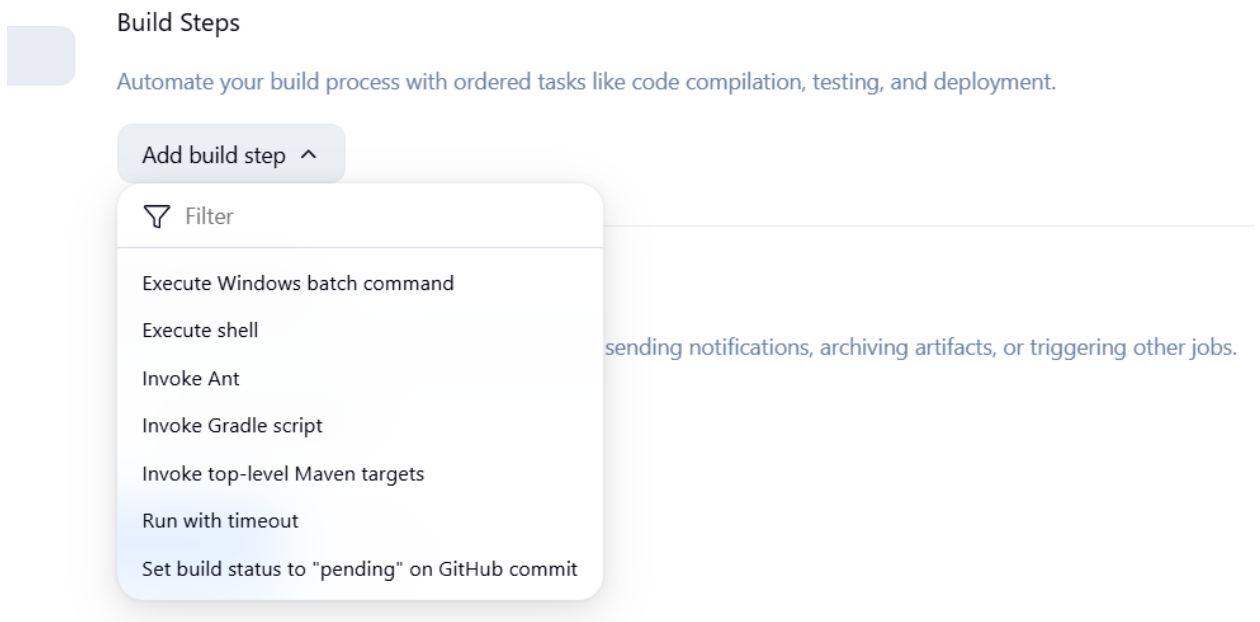 Build Steps
Automate your build process with ordered tasks like code compilation, testing, and deployment.
Add build step
Filter
Execute Windows batch command
Execute shell
sending notifications, archiving artifacts, or triggering other jobs.
Invoke Ant
Invoke Gradle script
Invoke top-level Maven targets
Run with timeout
Set build status to "pending" on GitHub commit